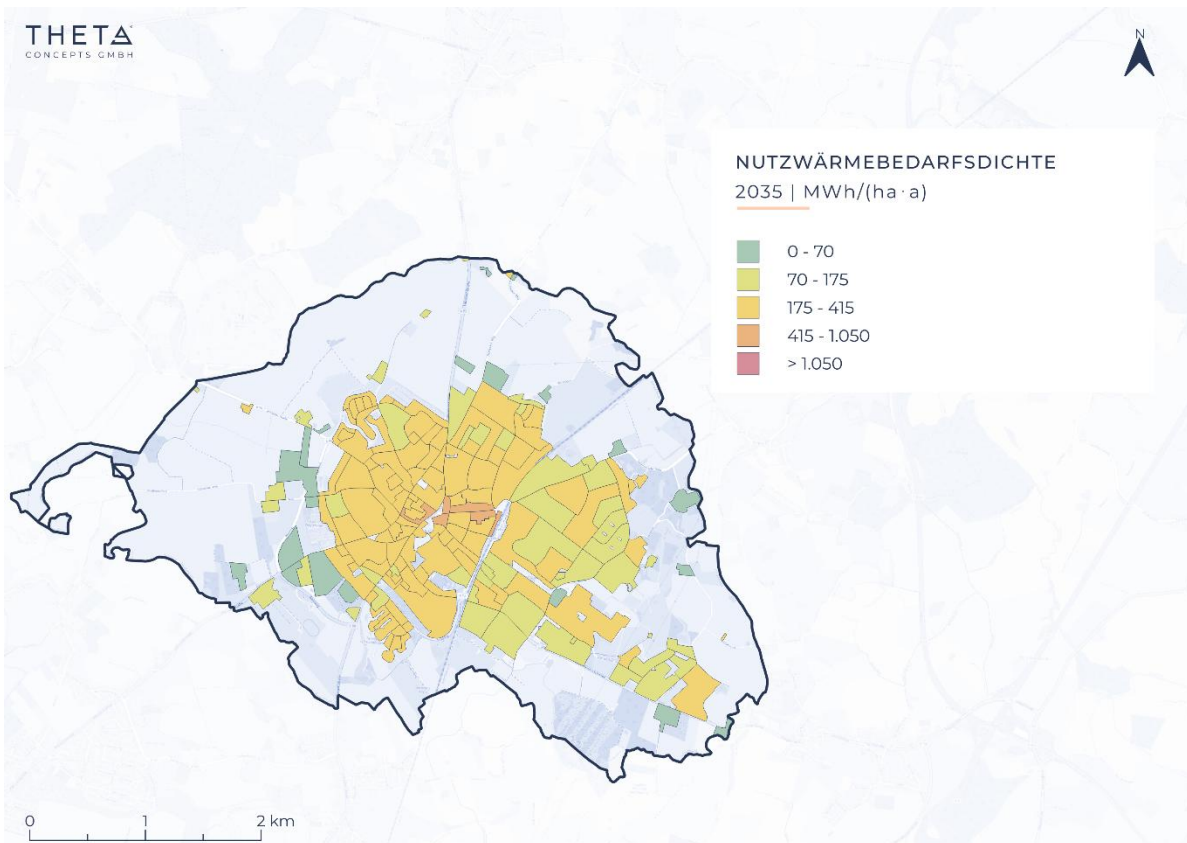 THETA
CONCEPTS GMBH
N
NUTZWÄRMEBEDARFSDICHTE
2035 | MWh/(ha·a)
0 - 70
70 - 175
175 - 415
415 - 1.050
> 1.050
0 1 2 km